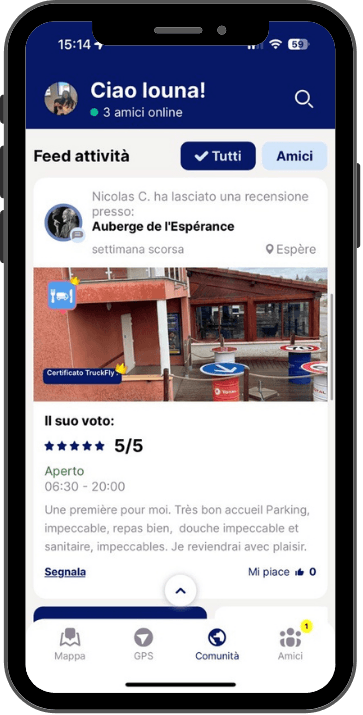 15:14
59
Ciao louna!
3 amici online
Feed attività
Tutti
Amici
Nicolas C. ha lasciato una recensione
presso:
Auberge de l'Espérance
settimana scorsa
Espère
Certificato TruckFly
TOTAL
Il suo voto:
5/5
Aperto
06:30 - 20:00
Une première pour moi. Très bon accueil Parking,
impeccable, repas bien, douche impeccable et
sanitaire, impeccables. Je reviendrai avec plaisir.
Segnala
Mi piace 0
1
Mappa
GPS
Comunità
Amici